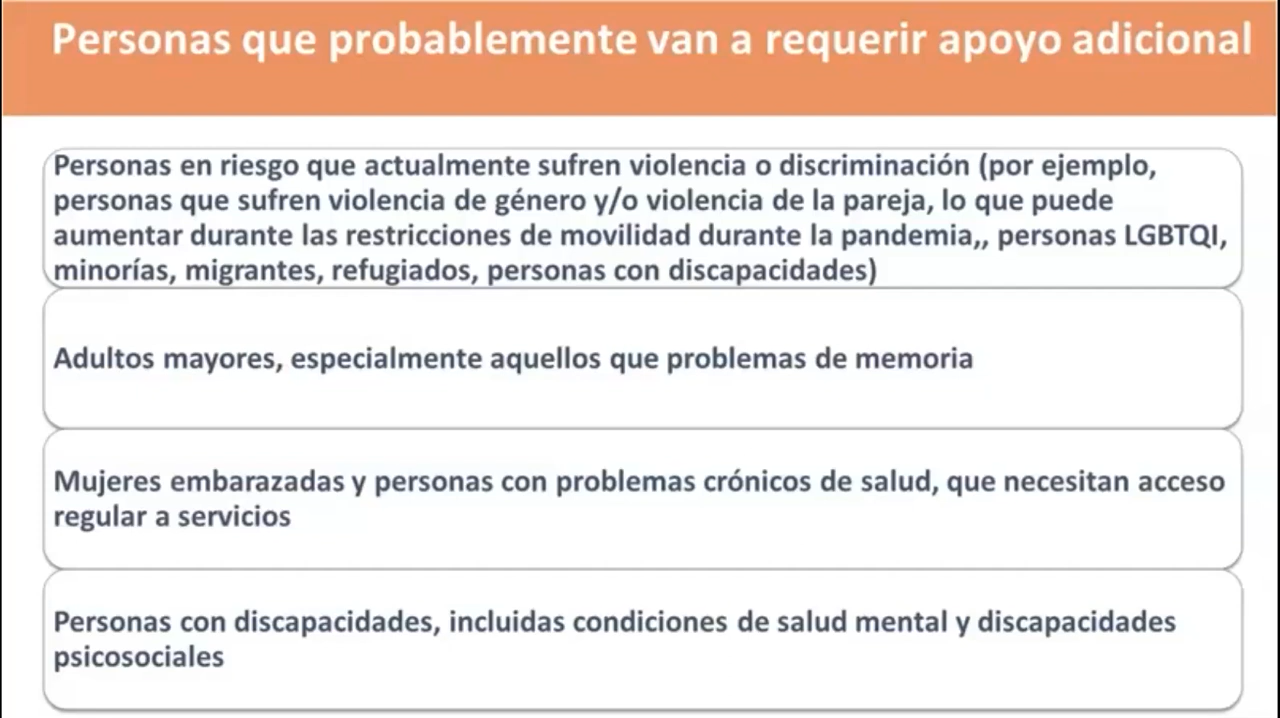 Personas que probablemente van a requerir apoyo adicional
Personas en riesgo que actualmente sufren violencia o discriminación (por ejemplo,
personas que sufren violencia de género y/o violencia de la pareja, lo que puede
aumentar durante las restricciones de movilidad durante la pandemia,, personas LGBTQI,
minorías, migrantes, refugiados, personas con discapacidades)
Adultos mayores, especialmente aquellos que problemas de memoria
Mujeres embarazadas y personas con problemas crónicos de salud, que necesitan acceso
regular a servicios
Personas con discapacidades, incluidas condiciones de salud mental y discapacidades
psicosociales